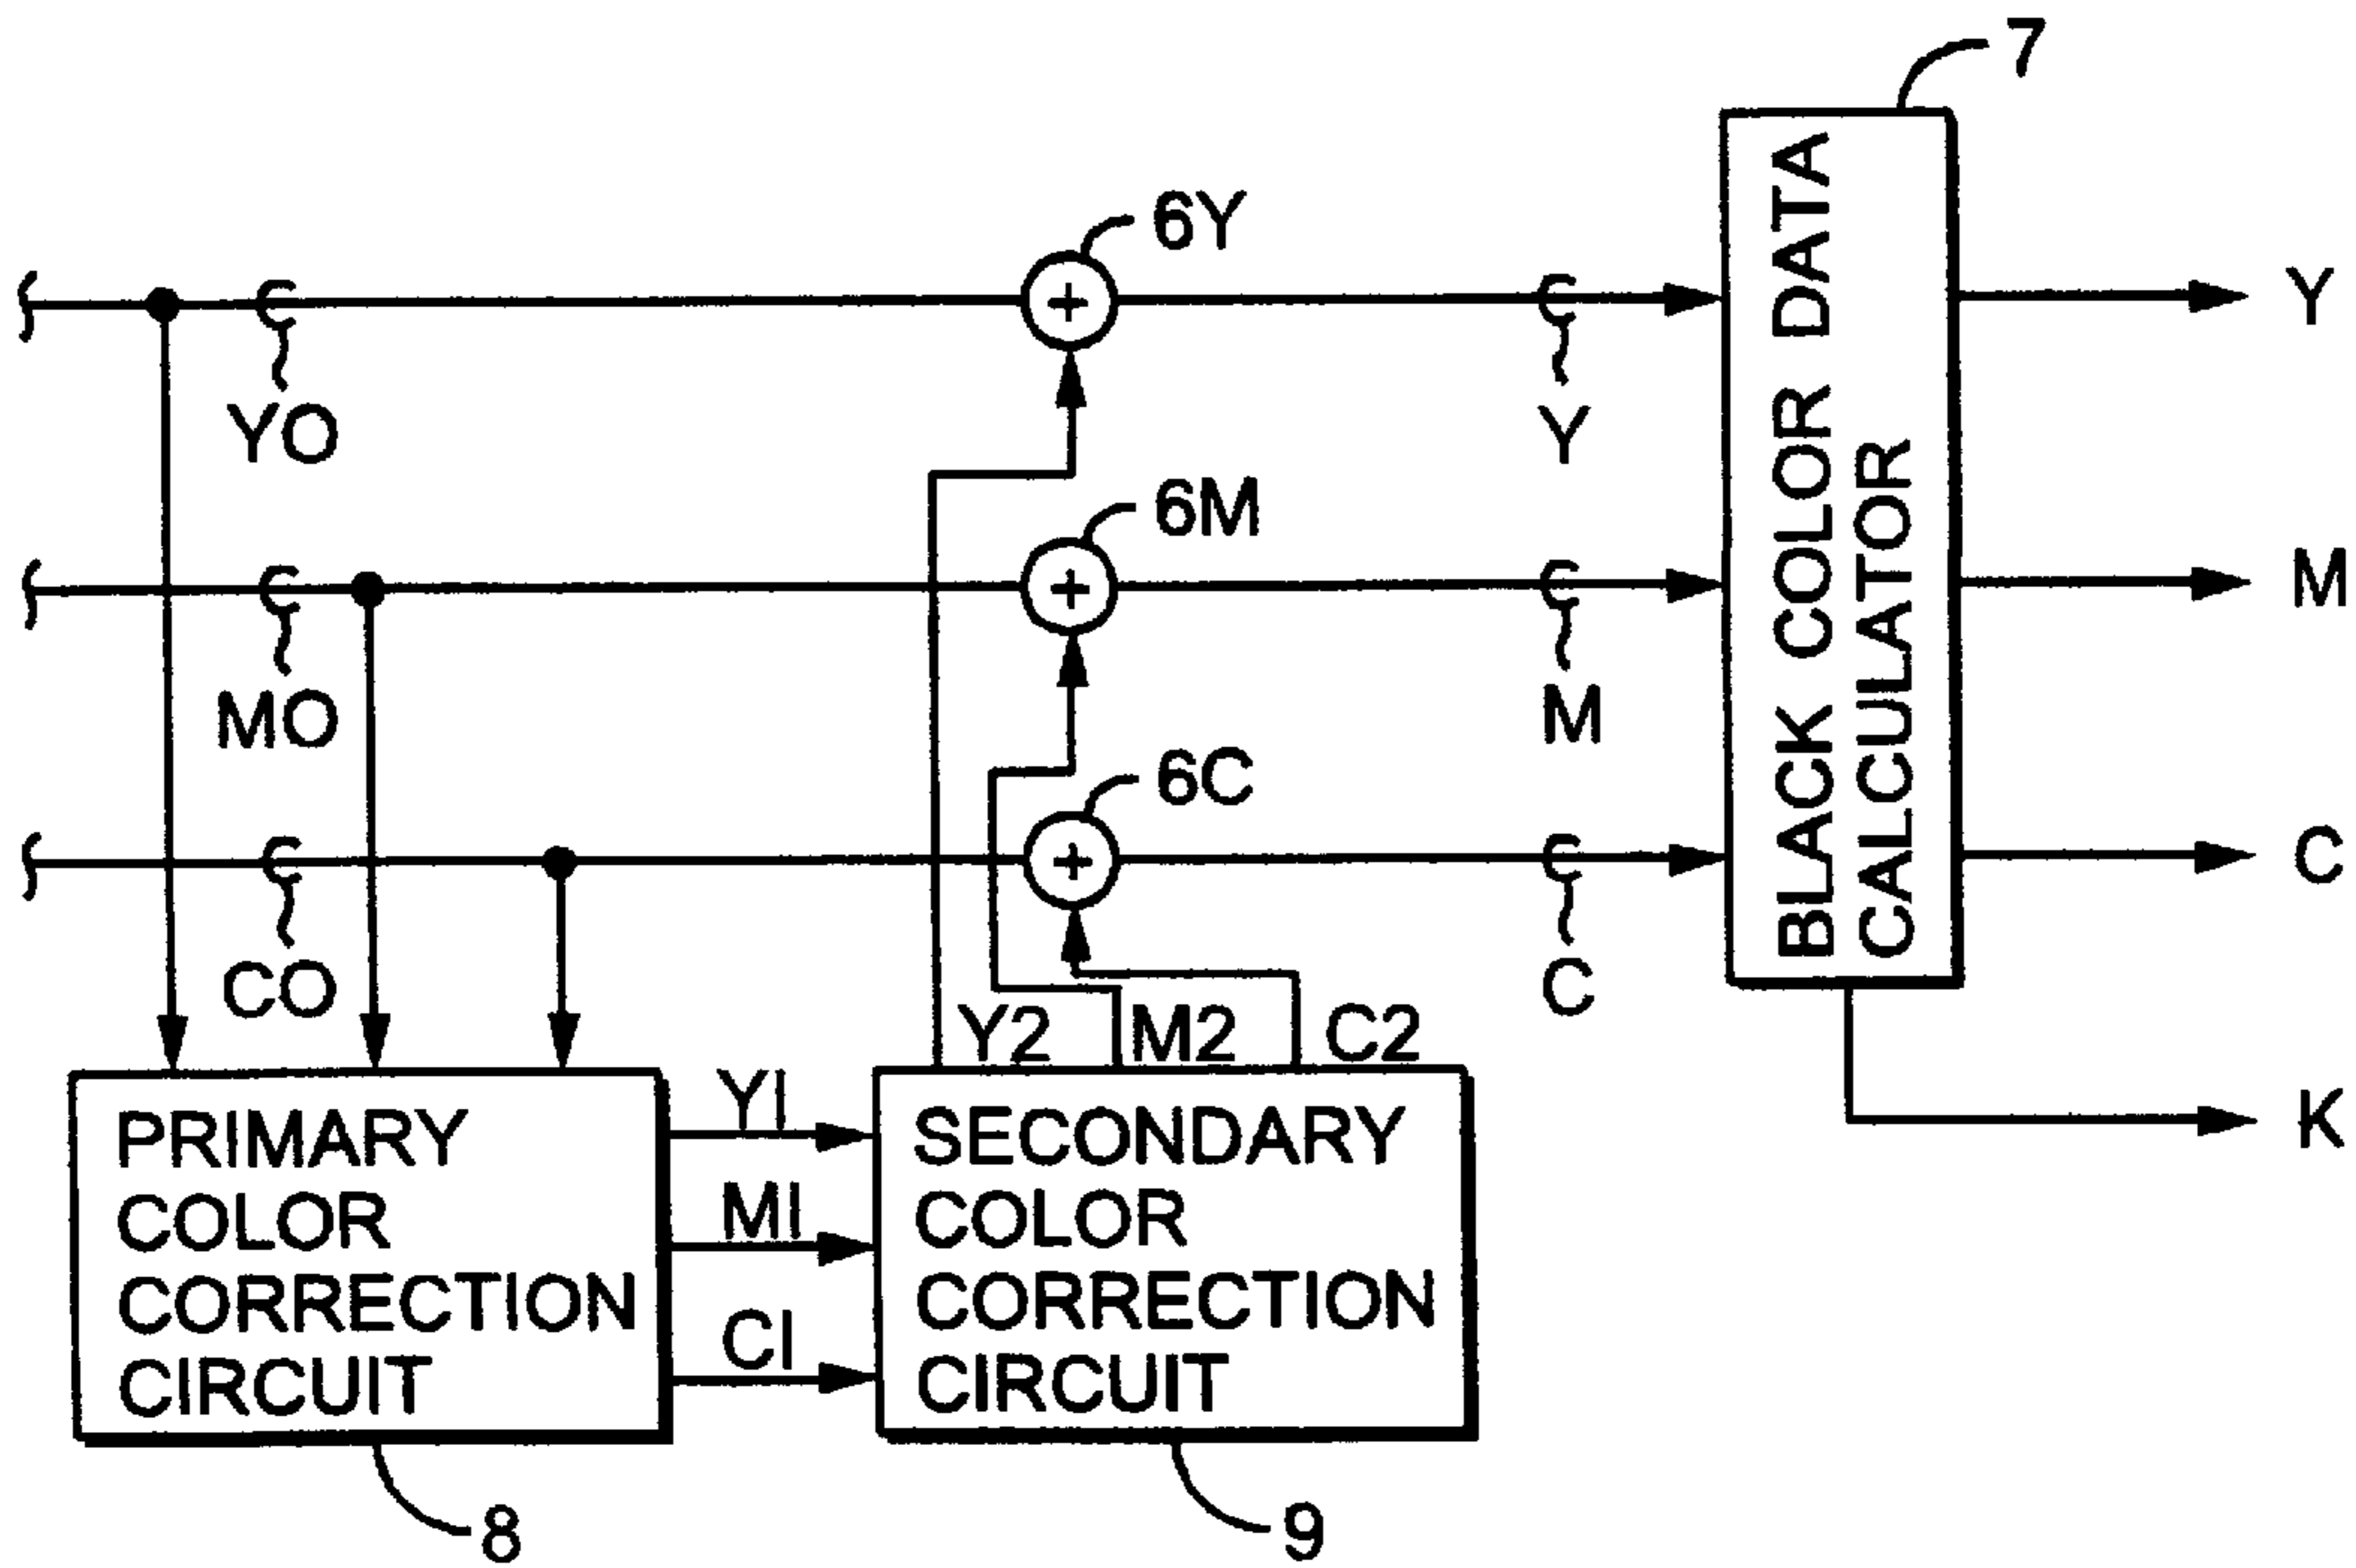 7
6Y
Y
YO
Y
6M
M
MO
M
6C
C
CO
C
BLACK COLOR DATA
CALCULATOR
Y2
M2
C2
K
YI
MI
CI
PRIMARY
COLOR
CORRECTION
CIRCUIT
SECONDARY
COLOR
CORRECTION
CIRCUIT
8
9